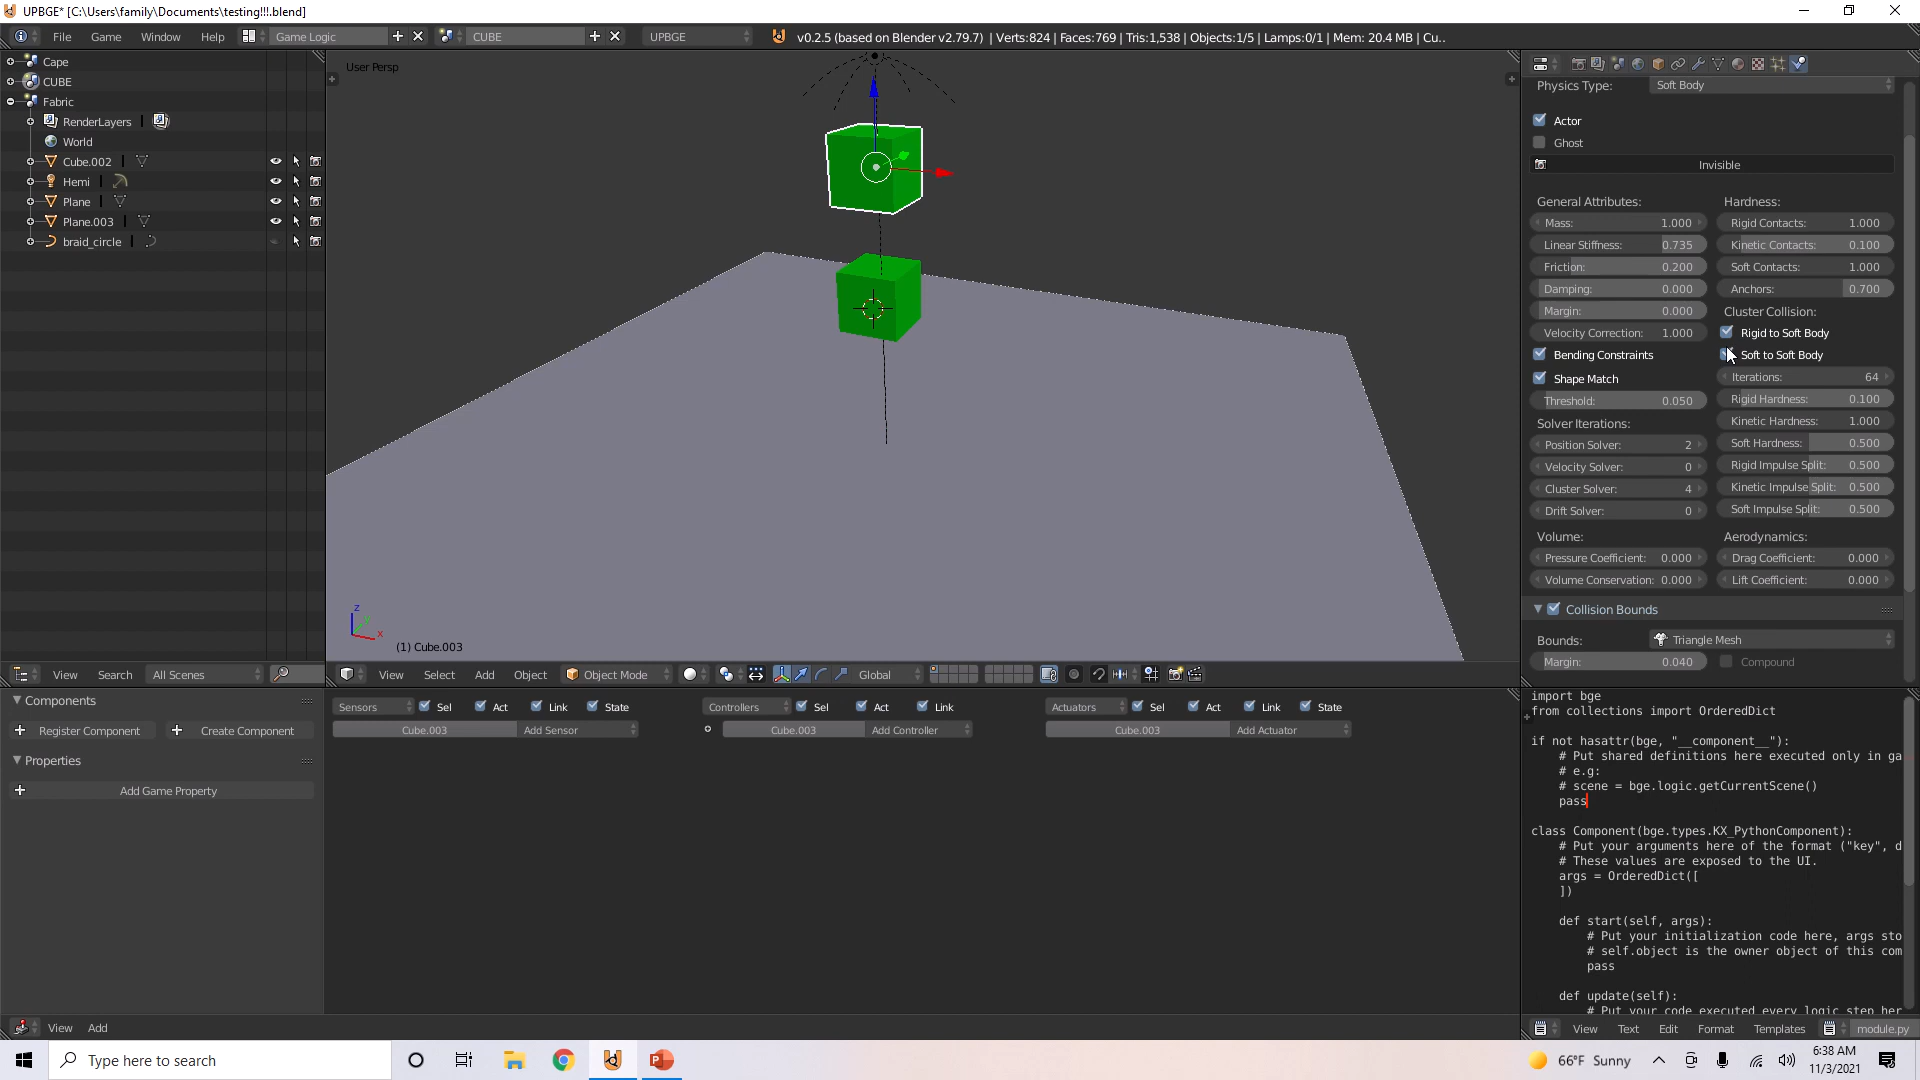 UPBGE* [C:\Users\family\Documents\testing!!!.blend]
File Game Window Help Game Logic CUBE UPBGE v0.2.5 (based on Blender v2.79.7) | Verts:824 | Faces:769 | Tris:1,538 | Objects:1/5 | Lamps:0/1 | Mem: 20.4 MB | Cu..
Cape
CUBE
Fabric
RenderLayers
World
Cube.002
Hemi
Plane
Plane.003
braid_circle
View Search All Scenes
User Persp
z
y
x
(1) Cube.003
View Select Add Object Object Mode Global
Physics Type: Soft Body
Actor
Ghost
Invisible
General Attributes: Hardness:
Mass: 1.000 Rigid Contacts: 1.000
Linear Stiffness: 0.735 Kinetic Contacts: 0.100
Friction: 0.200 Soft Contacts: 1.000
Damping: 0.000 Anchors: 0.700
Margin: 0.000 Cluster Collision:
Velocity Correction: 1.000 Rigid to Soft Body
Bending Constraints Soft to Soft Body
Shape Match Iterations: 64
Threshold: 0.050 Rigid Hardness: 0.100
Solver Iterations: Kinetic Hardness: 1.000
Position Solver: 2 Soft Hardness: 0.500
Velocity Solver: 0 Rigid Impulse Split: 0.500
Cluster Solver: 4 Kinetic Impulse Split: 0.500
Drift Solver: 0 Soft Impulse Split: 0.500
Volume: Aerodynamics:
Pressure Coefficient: 0.000 Drag Coefficient: 0.000
Volume Conservation: 0.000 Lift Coefficient: 0.000
Collision Bounds
Bounds: Triangle Mesh
Margin: 0.040 Compound
Components
Register Component Create Component
Properties
Add Game Property
View Add
Sensors Sel Act Link State Controllers Sel Act Link Actuators Sel Act Link State
Cube.003 Add Sensor Cube.003 Add Controller Cube.003 Add Actuator
import bge
from collections import OrderedDict
if not hasattr(bge, "__component__"):
# Put shared definitions here executed only in ga
# e.g:
# scene = bge.logic.getCurrentScene()
pass
class Component(bge.types.KX_PythonComponent):
# Put your arguments here of the format ("key", d
# These values are exposed to the UI.
args = OrderedDict([
])
def start(self, args):
# Put your initialization code here, args sto
# self.object is the owner object of this com
pass
def update(self):
# Put your code executed every logic step her
View Text Edit Format Templates module.py
Type here to search
66°F Sunny
6:38 AM
11/3/2021